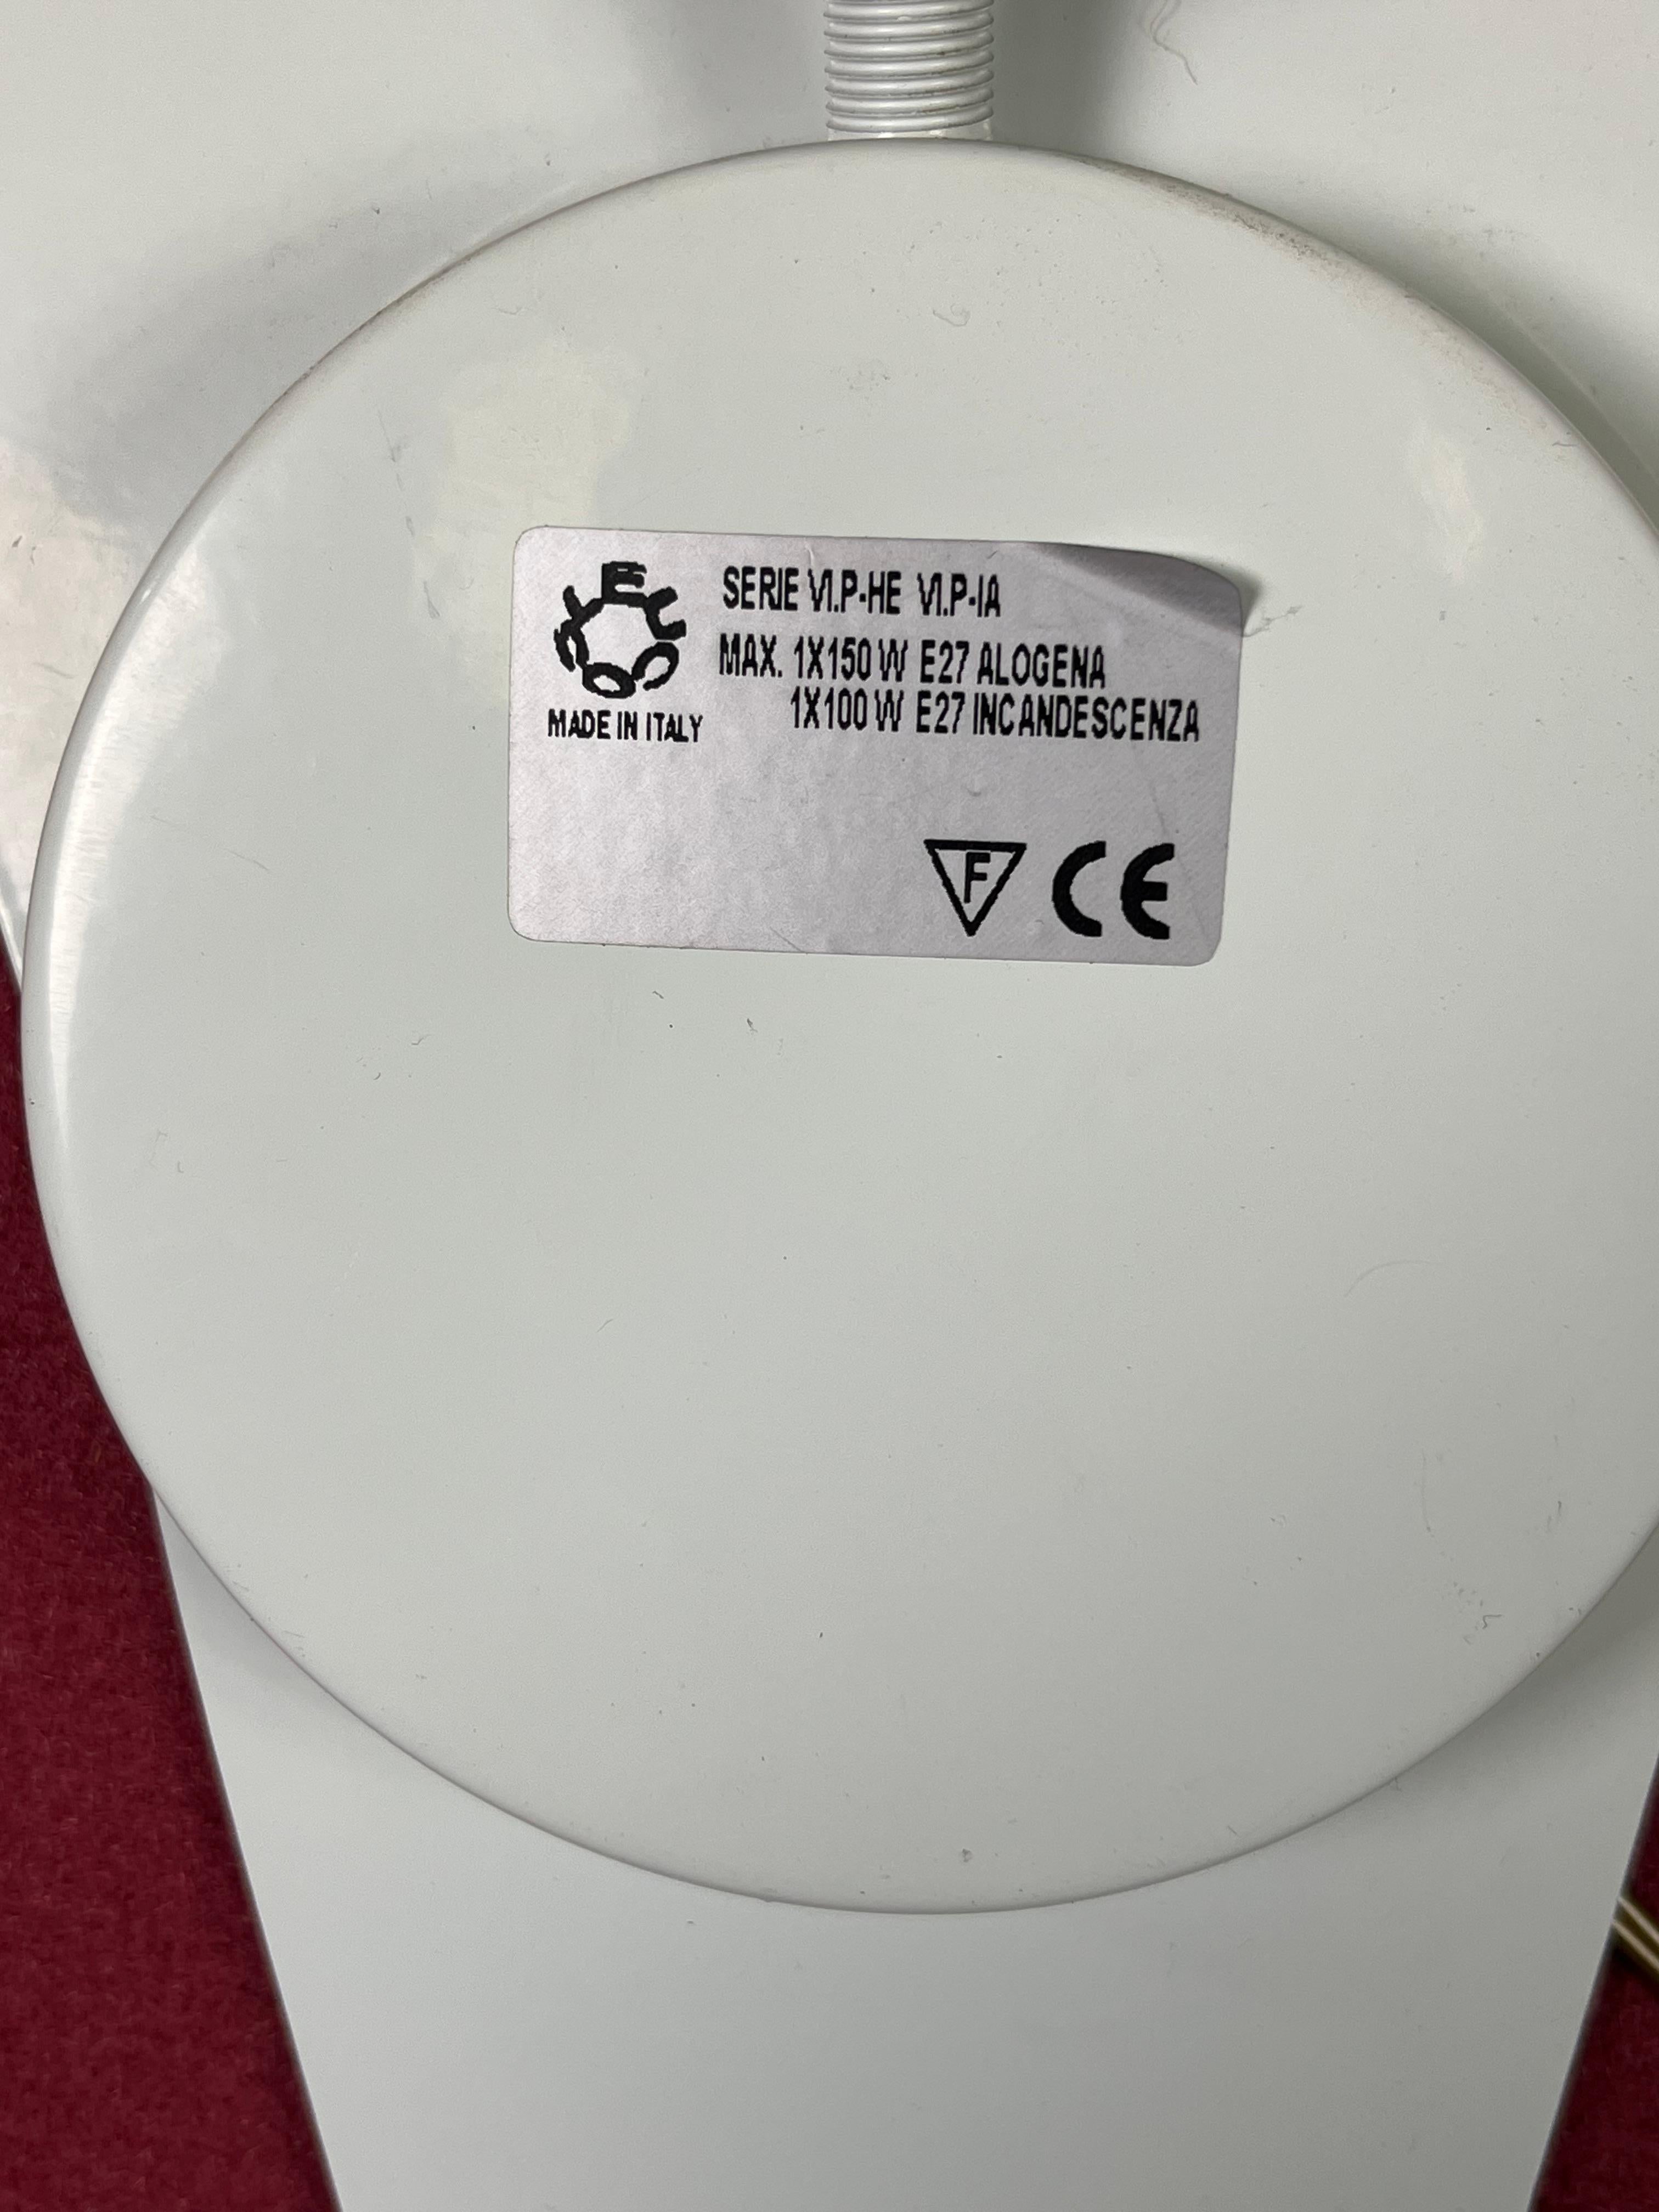 SERIE VI.P-HE VI.P-IA
MAX. 1X150 W E27 ALOGENA
1X100 W E27 INCANDESCENZA
MADE IN ITALY
F CE